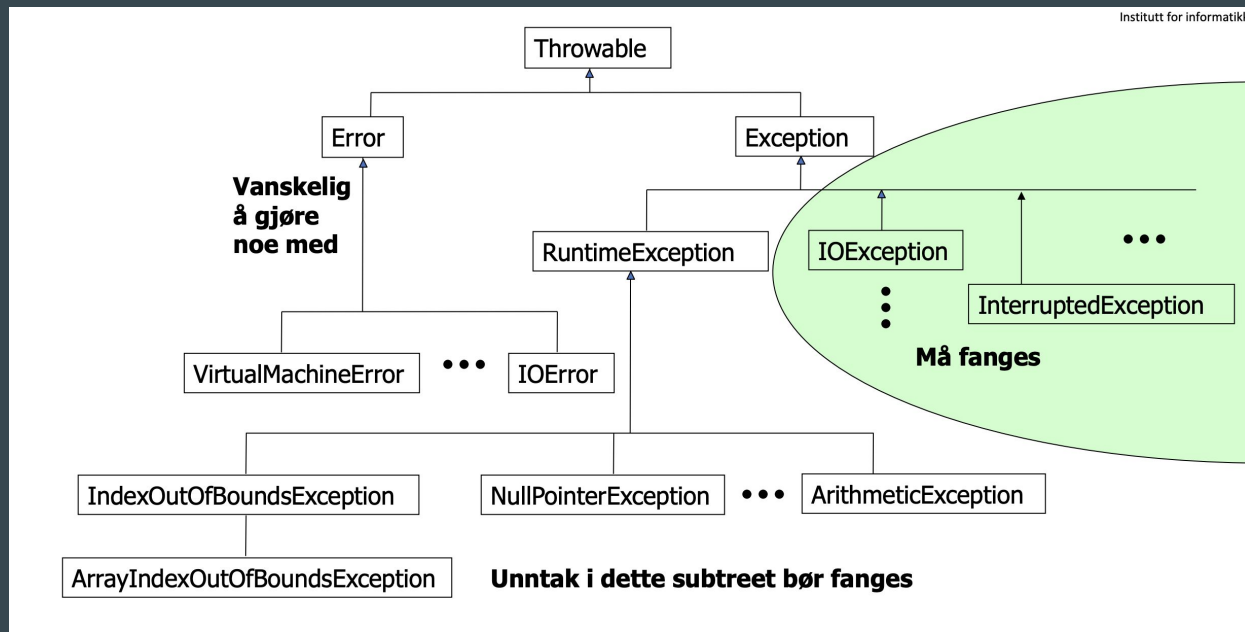 Institutt for informatikk
Throwable
Error
Exception
Vanskelig
å gjøre
noe med
RuntimeException
IOException
InterruptedException
Må fanges
VirtualMachineError
IOError
IndexOutOfBoundsException
NullPointerException
ArithmeticException
ArrayIndexOutOfBoundsException
Unntak i dette subtreet bør fanges